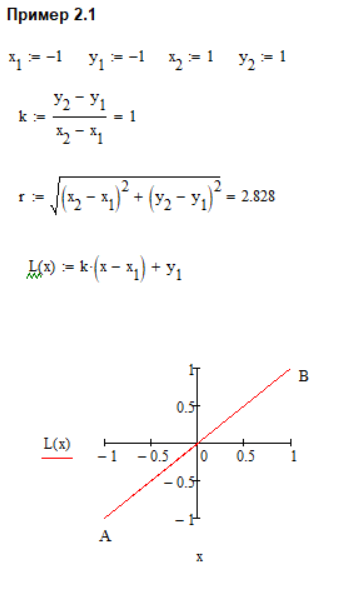 Пример 2.1
x₁ := −1 y₁ := −1 x₂ := 1 y₂ := 1
k := (y₂ − y₁)/(x₂ − x₁) = 1
r := √((x₂ − x₁)² + (y₂ − y₁)²) = 2.828
L(x) := k·(x − x₁) + y₁
1
B
0.5
L(x)
− 1 − 0.5 0 0.5 1
− 0.5
− 1
A
x